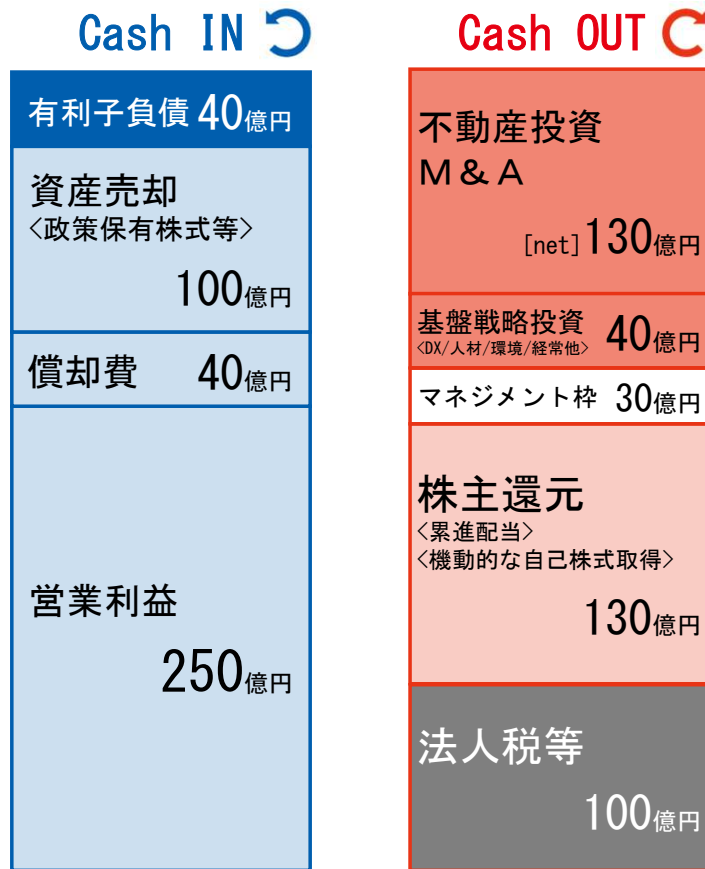 Cash IN
有利子負債 40億円
資産売却
<政策保有株式等>
100億円
償却費 40億円
営業利益
250億円
Cash OUT
不動産投資
M&A
[net]130億円
基盤戦略投資 40億円
<DX/人材/環境/経常他>
マネジメント枠 30億円
株主還元
<累進配当>
<機動的な自己株式取得>
130億円
法人税等
100億円